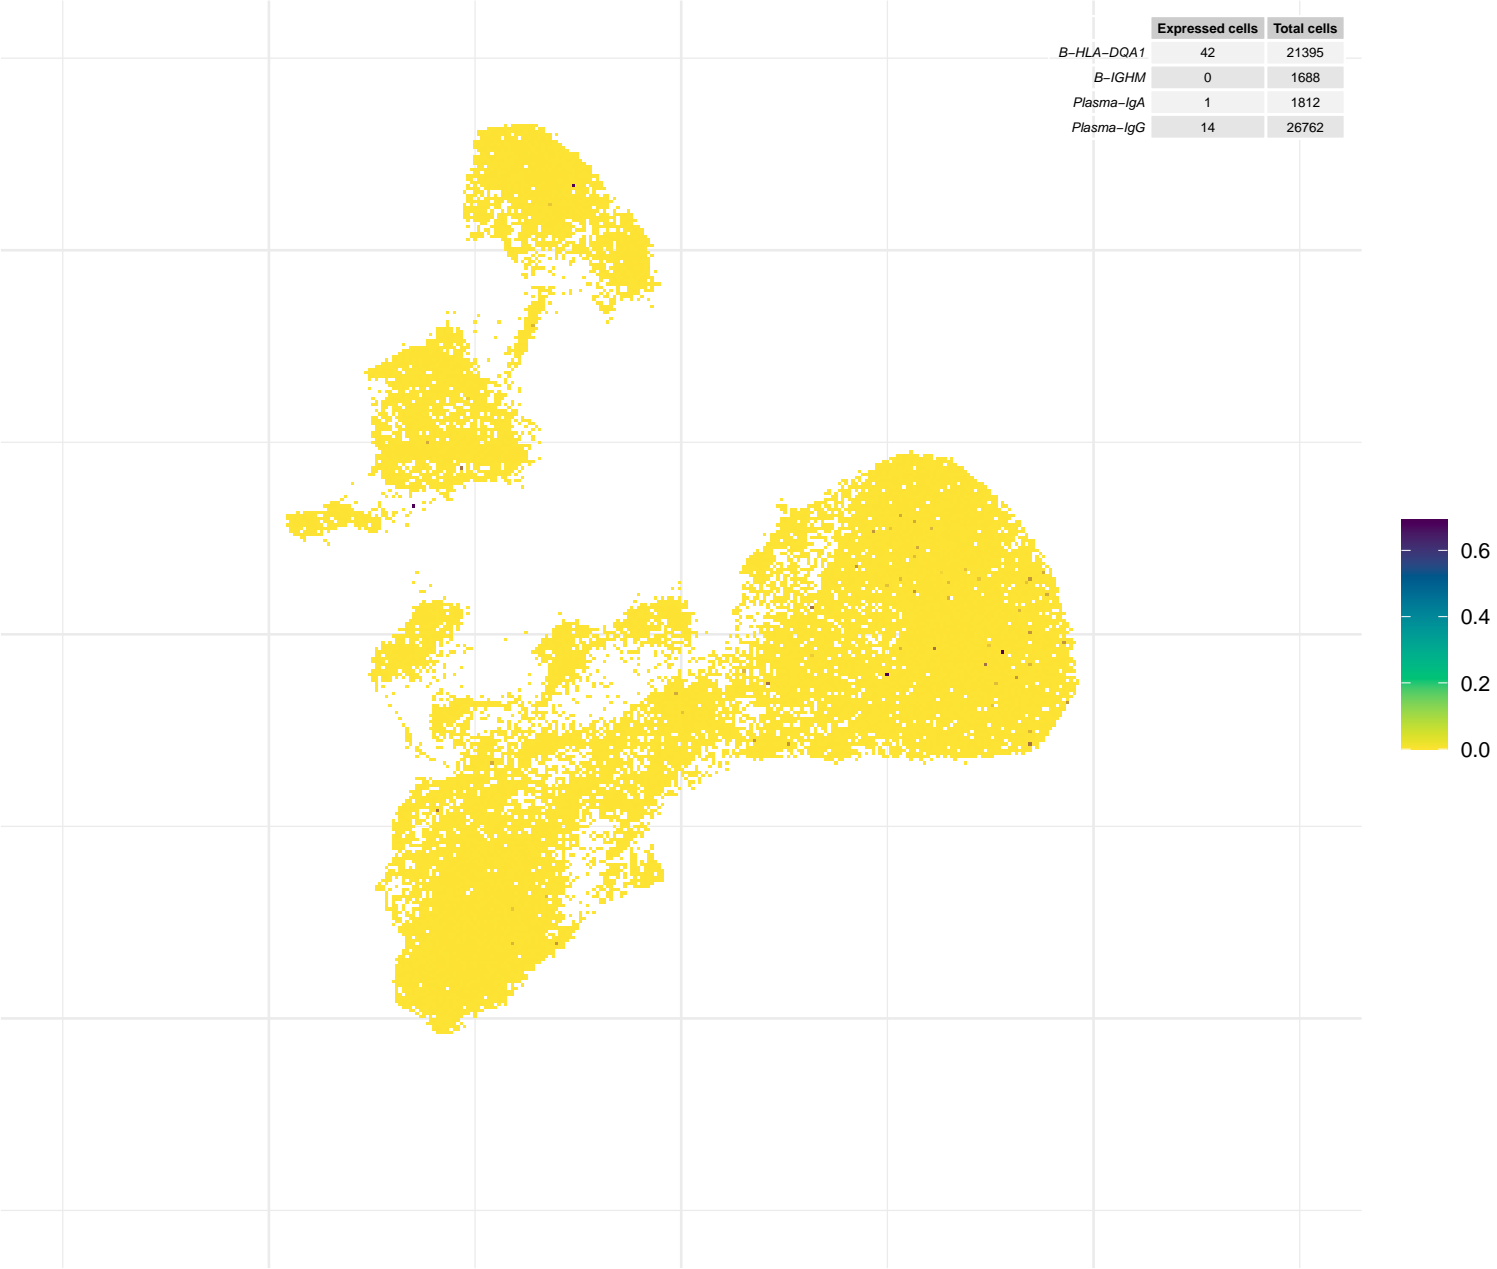 Expressed cells Total cells
B−HLA−DQA1 42 21395
B−IGHM 0 1688
Plasma−IgA 1 1812
Plasma−IgG 14 26762
0.6
0.4
0.2
0.0